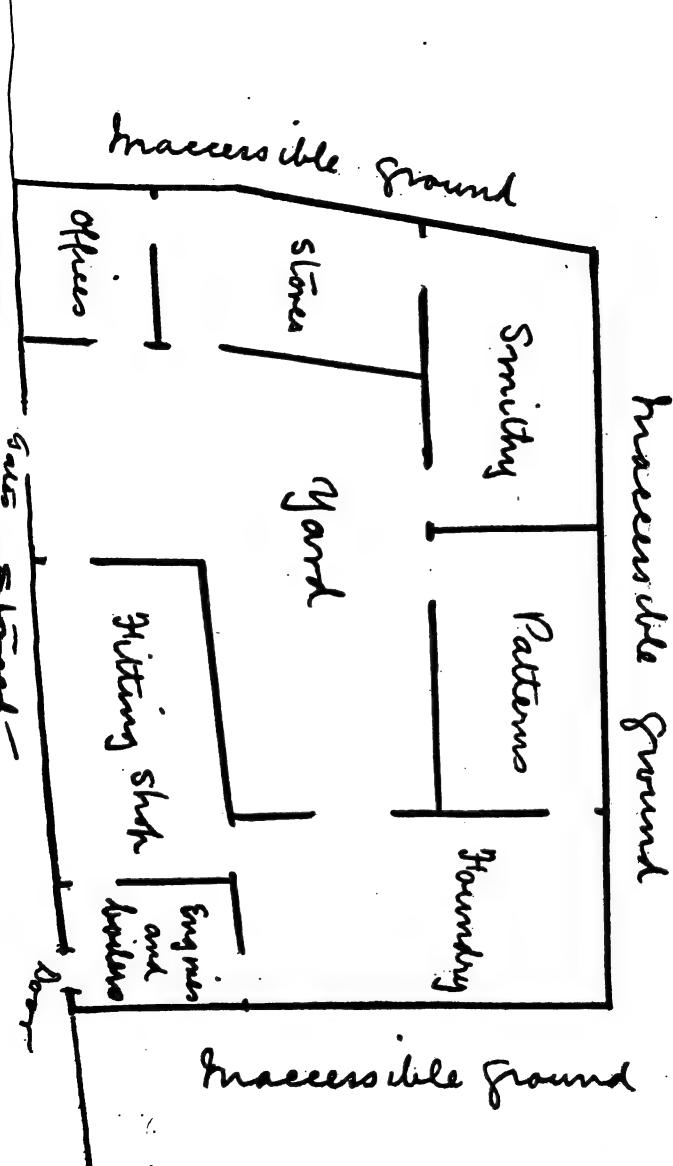 Inaccessible ground
Inaccessible ground
Smithy
Patterns
Foundry
Stores
Yard
Offices
Fitting shop
Engines
and
boilers
Door
Inaccessible ground